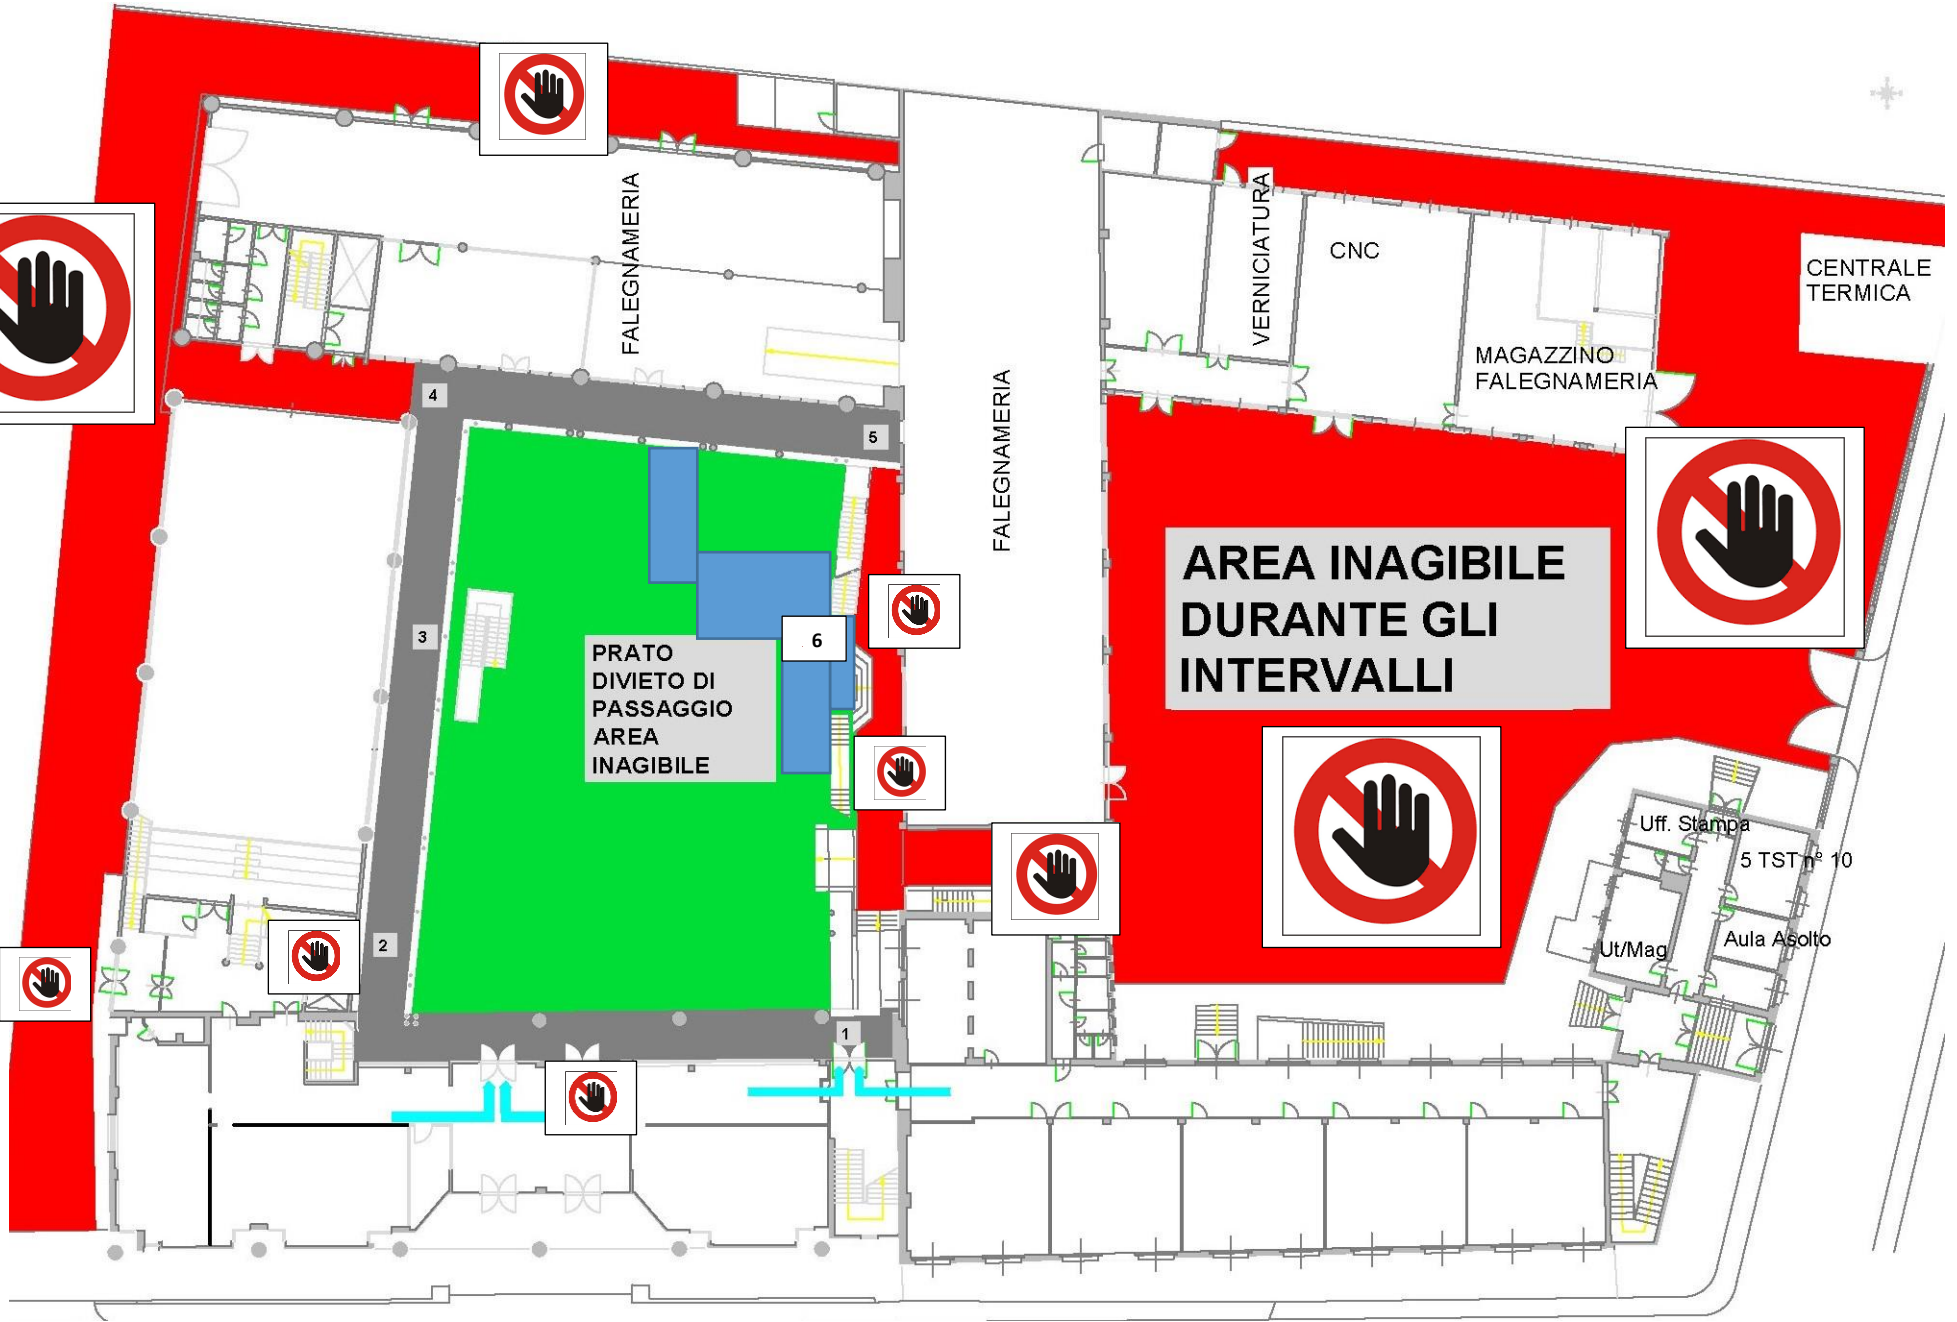 FALEGNAMERIA
VERNICIATURA
CNC
CENTRALE
TERMICA
MAGAZZINO
FALEGNAMERIA
4
5
FALEGNAMERIA
3
6
PRATO
DIVIETO DI
PASSAGGIO
AREA
INAGIBILE
AREA INAGIBILE
DURANTE GLI
INTERVALLI
Uff. Stampa
5 TST n° 10
2
Ut/Mag
Aula Asolto
1